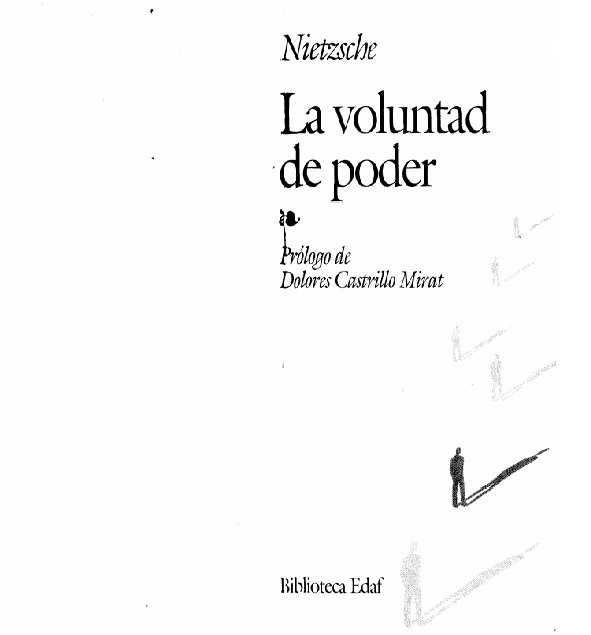 Nietzsche
La voluntad
de poder
Prólogo de
Dolores Castrillo Mirat
Biblioteca Edaf